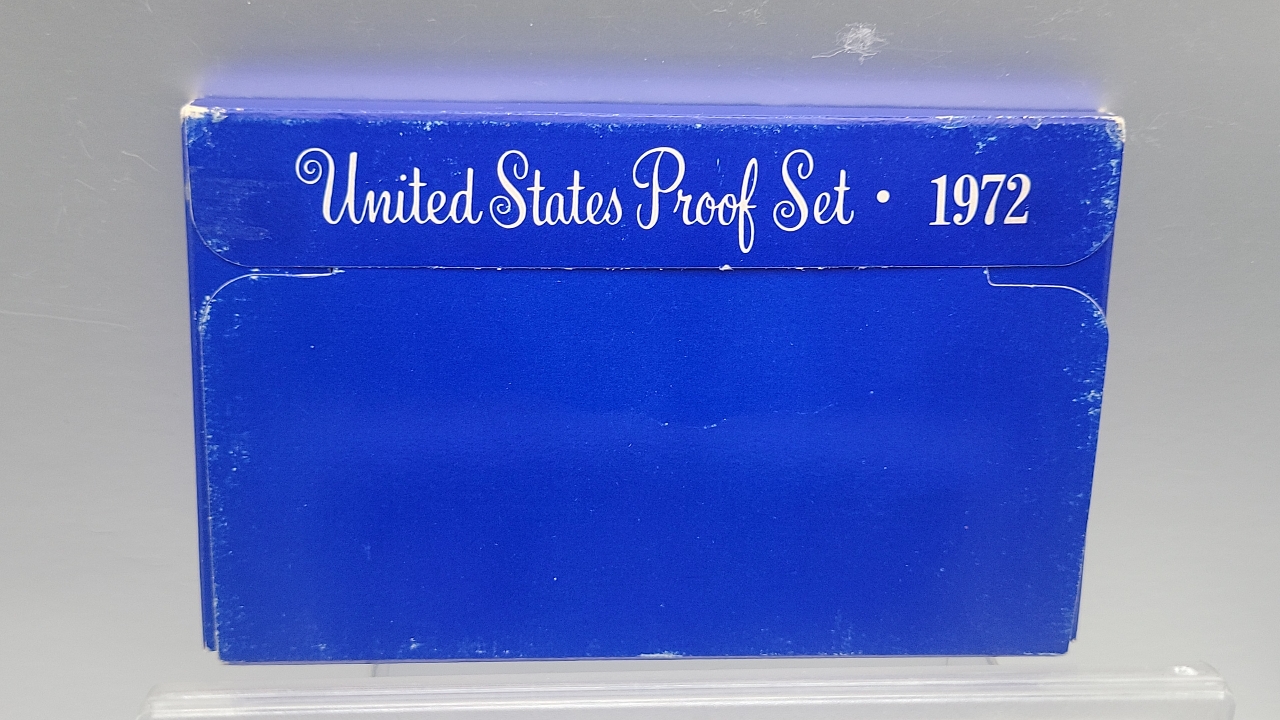 United States Proof Set • 1972